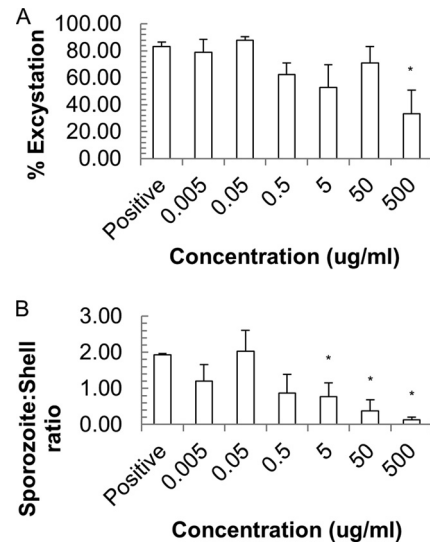 A
100.00
80.00
60.00
40.00
20.00
0.00
% Excystation
*
Positive
0.005
0.05
0.5
5
50
500
Concentration (ug/ml)
B
3.00
2.00
1.00
0.00
Sporozoite:Shell
ratio
*
*
*
Positive
0.005
0.05
0.5
5
50
500
Concentration (ug/ml)